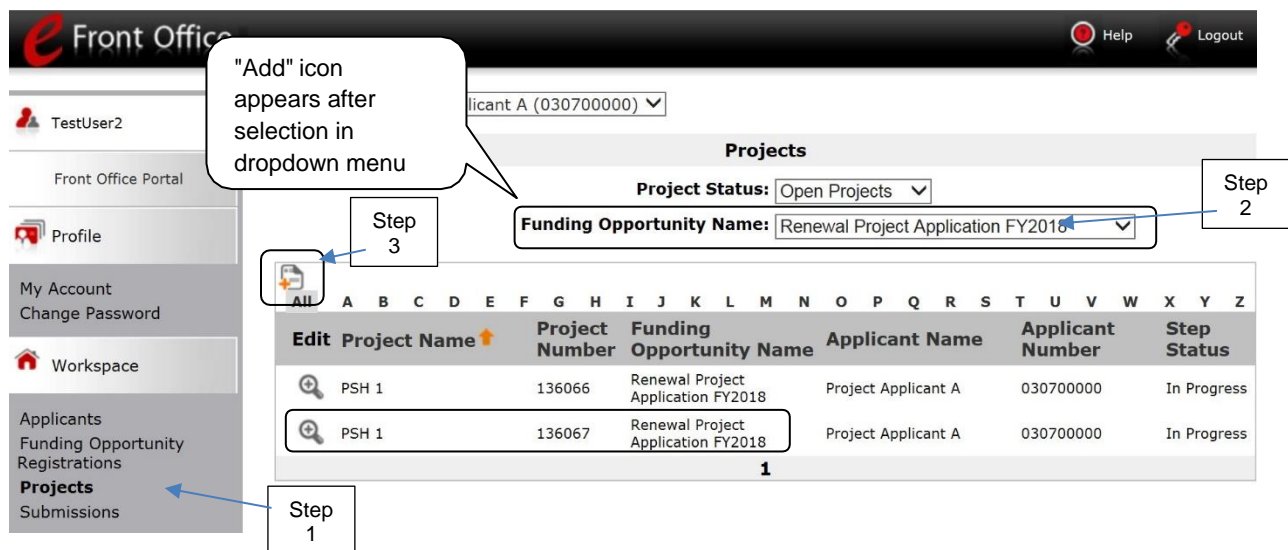 e Front Office
Help
Logout
"Add" icon
appears after
selection in
dropdown menu
licant A (030700000)
TestUser2
Front Office Portal
Profile
My Account
Change Password
Workspace
Applicants
Funding Opportunity
Registrations
Projects
Submissions
Step
1
Projects
Project Status: Open Projects
Funding Opportunity Name: Renewal Project Application FY2018
Step
2
Step
3
All A B C D E F G H I J K L M N O P Q R S T U V W X Y Z
Edit Project Name Project Number Funding Opportunity Name Applicant Name Applicant Number Step Status
PSH 1 136066 Renewal Project Application FY2018 Project Applicant A 030700000 In Progress
PSH 1 136067 Renewal Project Application FY2018 Project Applicant A 030700000 In Progress
1